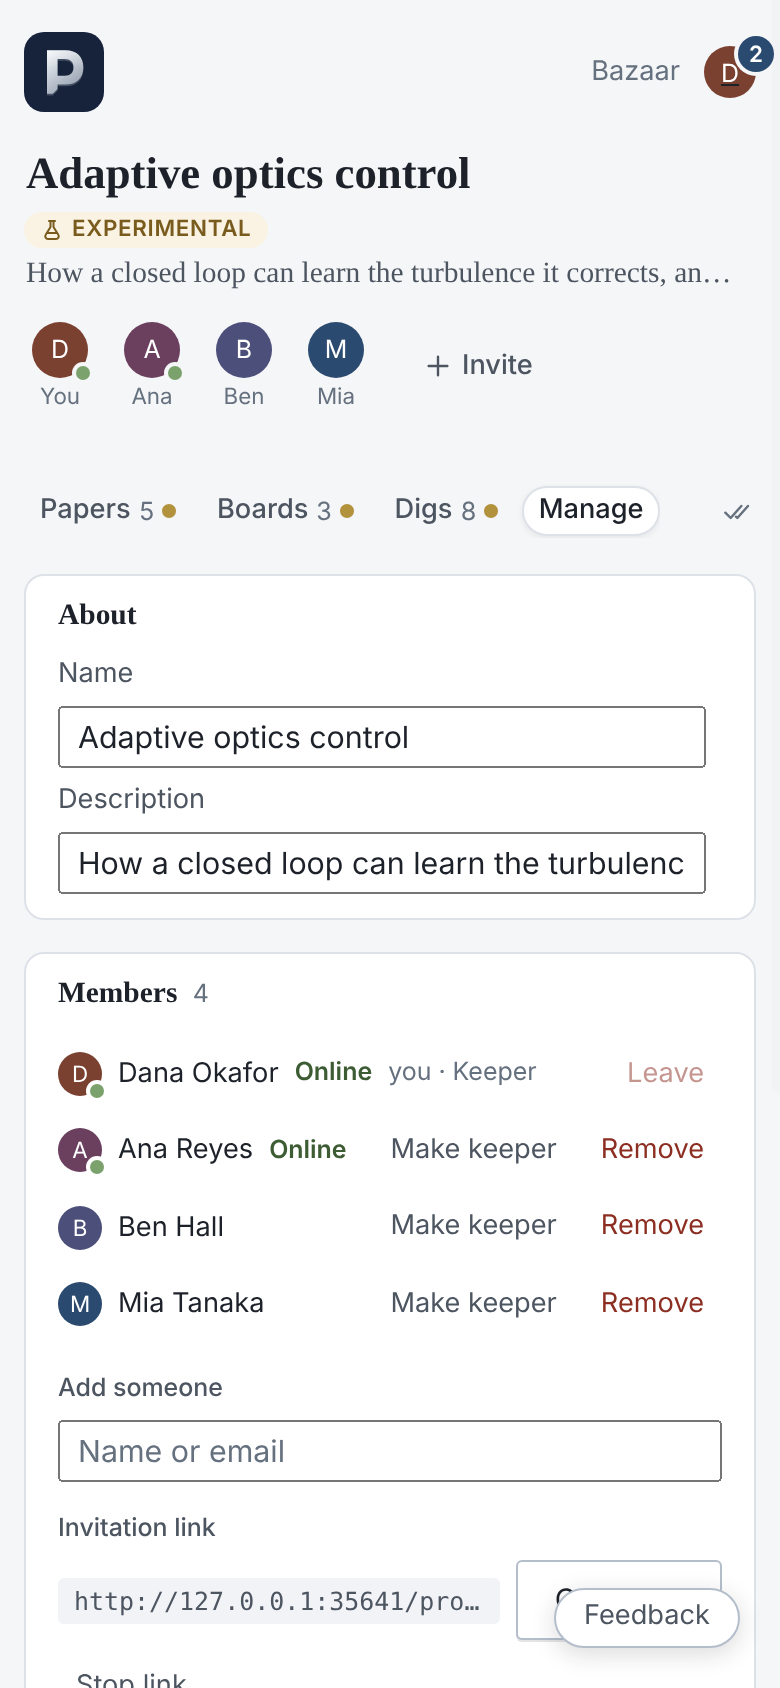 P
Bazaar
D
2
Adaptive optics control
EXPERIMENTAL
How a closed loop can learn the turbulence it corrects, an…
D
A
B
M
You
Ana
Ben
Mia
+ Invite
Papers 5
Boards 3
Digs 8
Manage
About
Name
Adaptive optics control
Description
How a closed loop can learn the turbulenc
Members 4
D Dana Okafor Online you · Keeper Leave
A Ana Reyes Online Make keeper Remove
B Ben Hall Make keeper Remove
M Mia Tanaka Make keeper Remove
Add someone
Name or email
Invitation link
http://127.0.0.1:35641/pro…
Feedback
Stop link